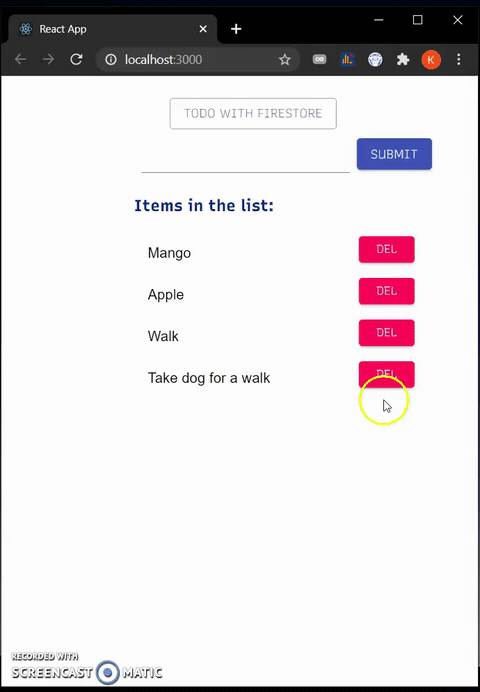 React App
localhost:3000
K
TODO WITH FIRESTORE
SUBMIT
Items in the list:
Mango DEL
Apple DEL
Walk DEL
Take dog for a walk DEL
RECORDED WITH
SCREENCAST MATIC